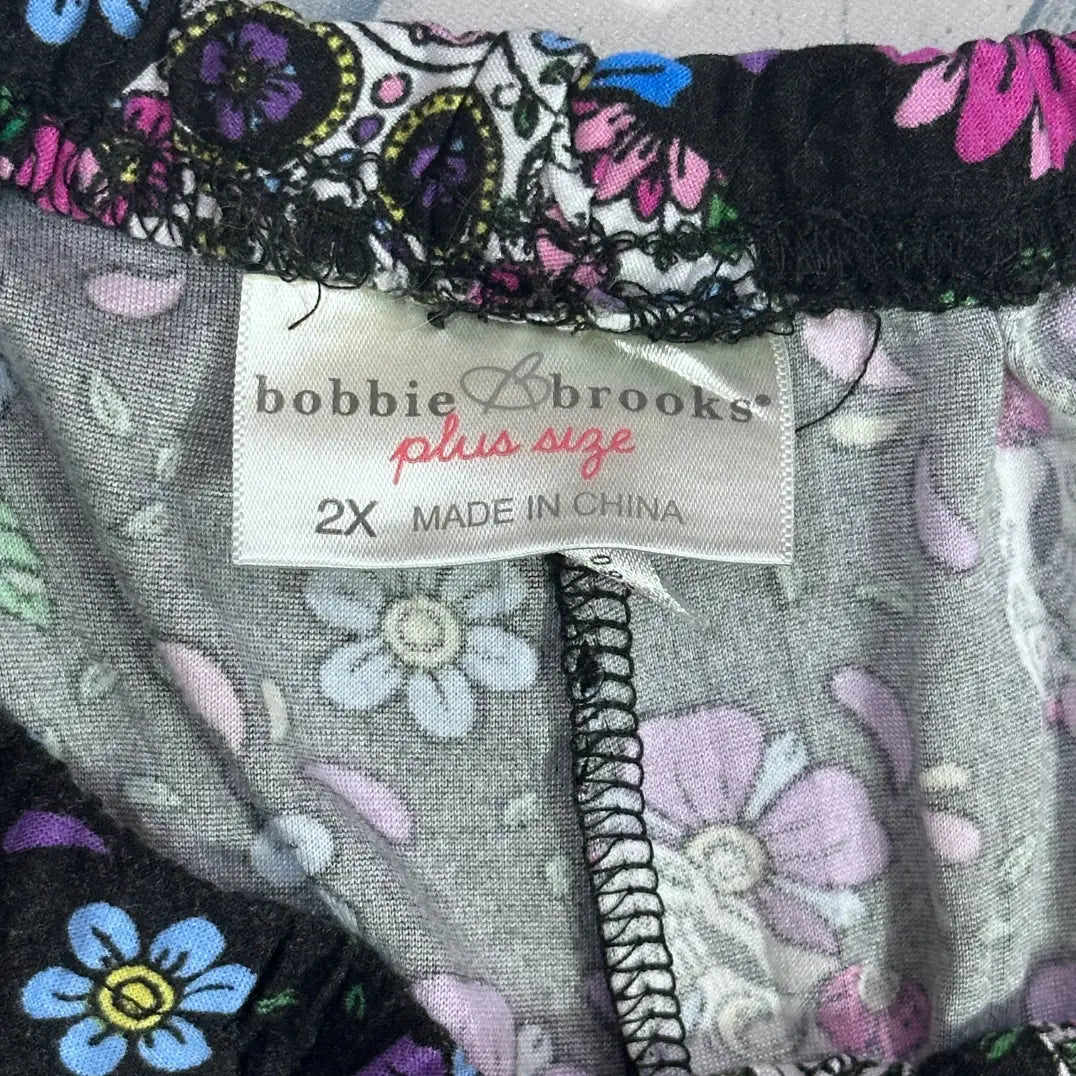 bobbie B brooks®
plus size
2X MADE IN CHINA